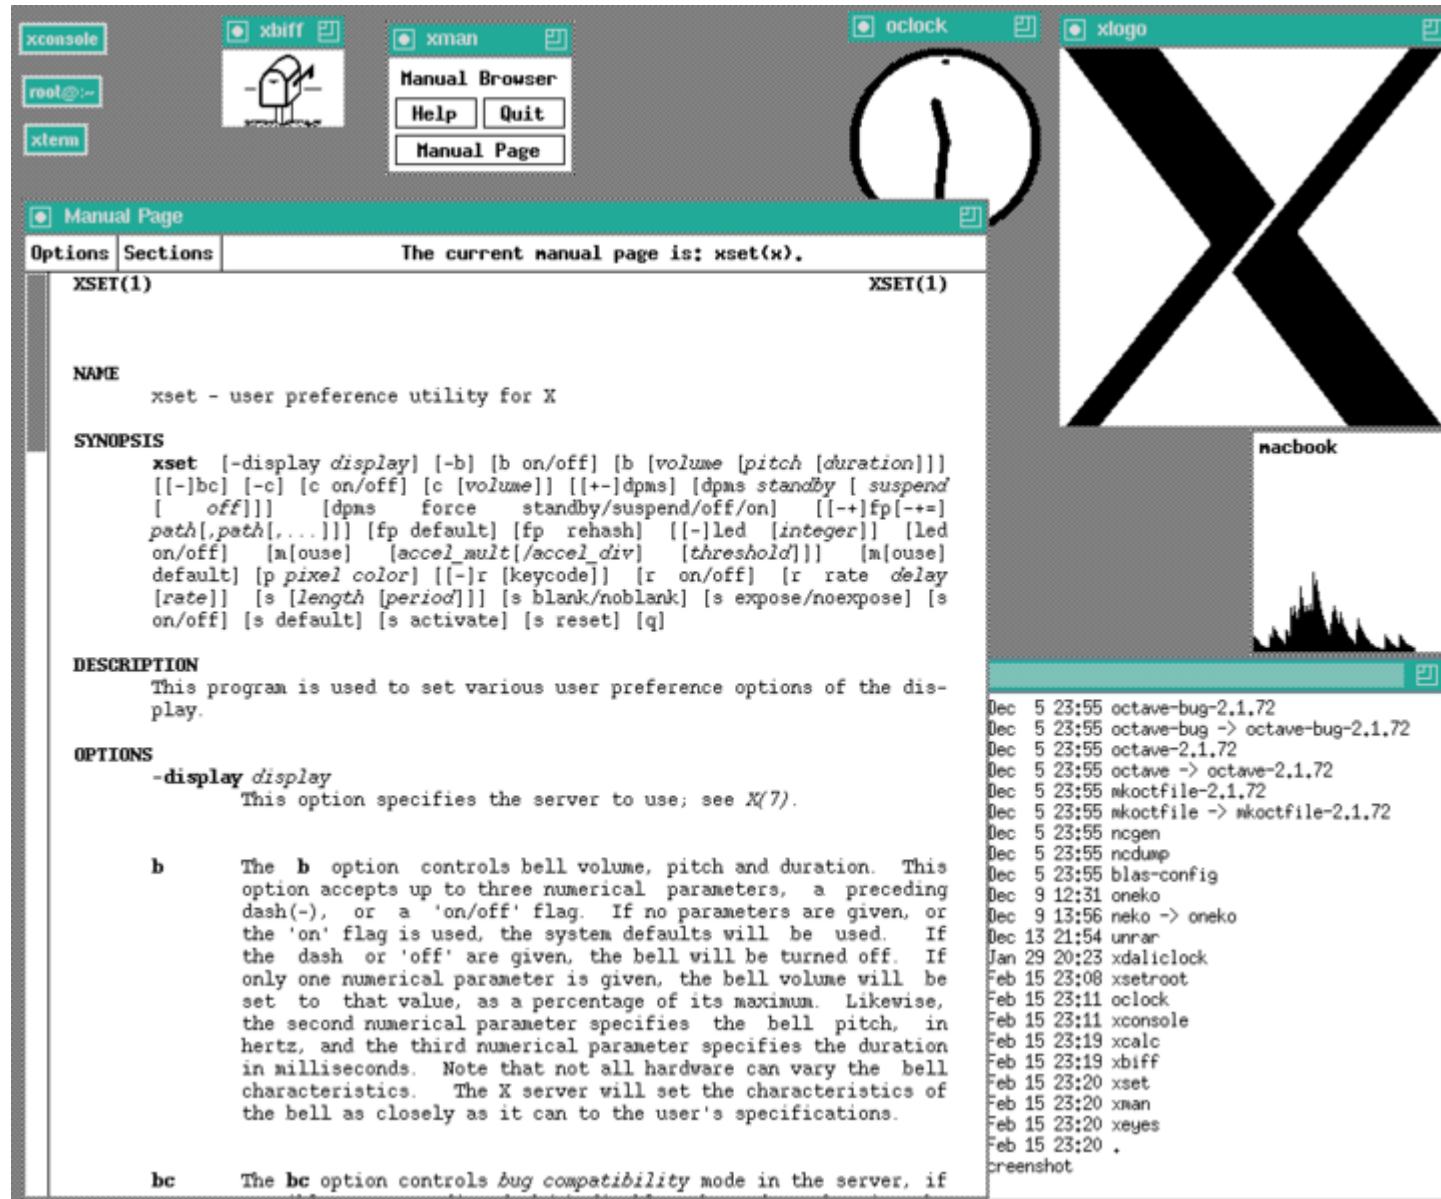 xconsole
root@:~
xterm
xbiff
xman
Manual Browser
Help Quit
Manual Page
oclock
xlogo
macbook
Manual Page
Options Sections The current manual page is: xset(x).
XSET(1) XSET(1)
NAME
xset - user preference utility for X
SYNOPSIS
xset [-display display] [-b] [b on/off] [b [volume [pitch [duration]]]
[[-]bc] [-c] [c on/off] [c [volume]] [[+-]dpms] [dpms standby [ suspend
[ off]]] [dpms force standby/suspend/off/on] [[-+]fp[-+=]
path[,path[,...]]] [fp default] [fp rehash] [[-]led [integer]] [led
on/off] [m[ouse] [accel_mult[/accel_div] [threshold]]] [m[ouse]
default] [p pixel color] [[-]r [keycode]] [r on/off] [r rate delay
[rate]] [s [length [period]]] [s blank/noblank] [s expose/noexpose] [s
on/off] [s default] [s activate] [s reset] [q]
DESCRIPTION
This program is used to set various user preference options of the dis-
play.
OPTIONS
-display display
This option specifies the server to use; see X(7).
b The b option controls bell volume, pitch and duration. This
option accepts up to three numerical parameters, a preceding
dash(-), or a 'on/off' flag. If no parameters are given, or
the 'on' flag is used, the system defaults will be used. If
the dash or 'off' are given, the bell will be turned off. If
only one numerical parameter is given, the bell volume will be
set to that value, as a percentage of its maximum. Likewise,
the second numerical parameter specifies the bell pitch, in
hertz, and the third numerical parameter specifies the duration
in milliseconds. Note that not all hardware can vary the bell
characteristics. The X server will set the characteristics of
the bell as closely as it can to the user's specifications.
bc The bc option controls bug compatibility mode in the server, if
Dec 5 23:55 octave-bug-2.1.72
Dec 5 23:55 octave-bug -> octave-bug-2.1.72
Dec 5 23:55 octave-2.1.72
Dec 5 23:55 octave -> octave-2.1.72
Dec 5 23:55 mkoctfile-2.1.72
Dec 5 23:55 mkoctfile -> mkoctfile-2.1.72
Dec 5 23:55 ncgen
Dec 5 23:55 ncdump
Dec 5 23:55 blas-config
Dec 9 12:31 oneko
Dec 9 13:56 neko -> oneko
Dec 13 21:54 unrar
Jan 29 20:23 xdaliclock
Feb 15 23:08 xsetroot
Feb 15 23:11 oclock
Feb 15 23:11 xconsole
Feb 15 23:19 xcalc
Feb 15 23:19 xbiff
Feb 15 23:20 xset
Feb 15 23:20 xman
Feb 15 23:20 xeyes
Feb 15 23:20 .
creenshot